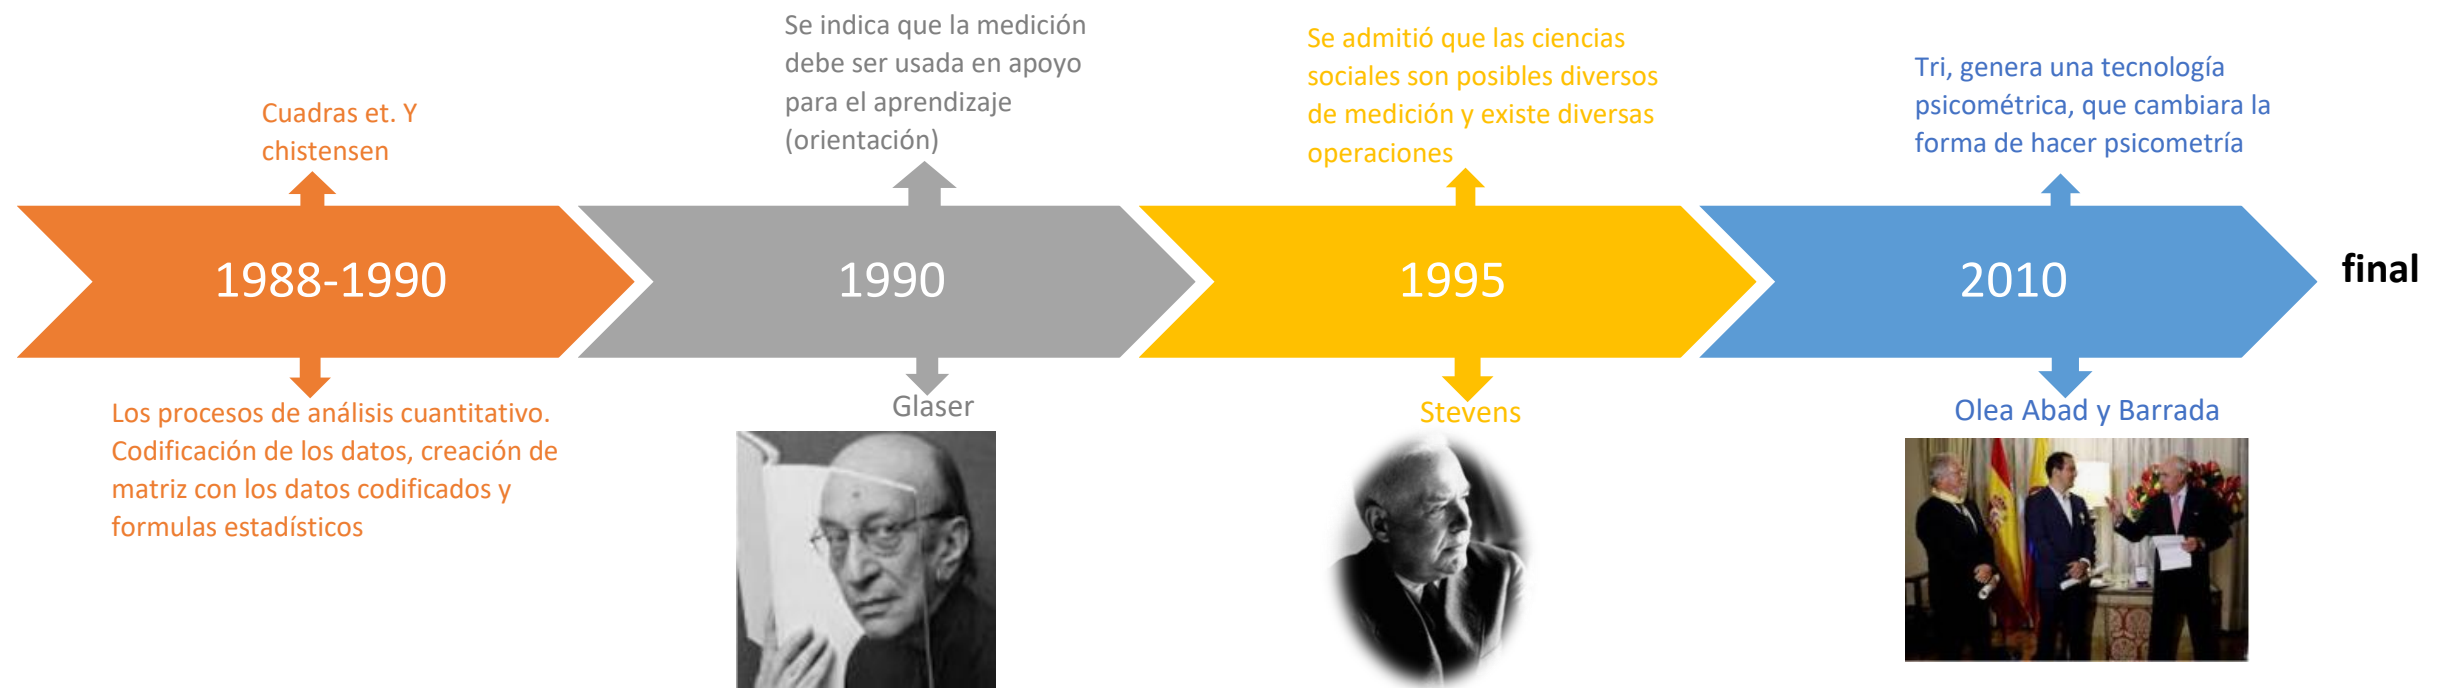 Cuadras et. Y
chistensen
1988-1990
Los procesos de análisis cuantitativo.
Codificación de los datos, creación de
matriz con los datos codificados y
formulas estadísticos
Se indica que la medición
debe ser usada en apoyo
para el aprendizaje
(orientación)
1990
Glaser
Se admitió que las ciencias
sociales son posibles diversos
de medición y existe diversas
operaciones
1995
Stevens
Tri, genera una tecnología
psicométrica, que cambiara la
forma de hacer psicometría
2010
Olea Abad y Barrada
final